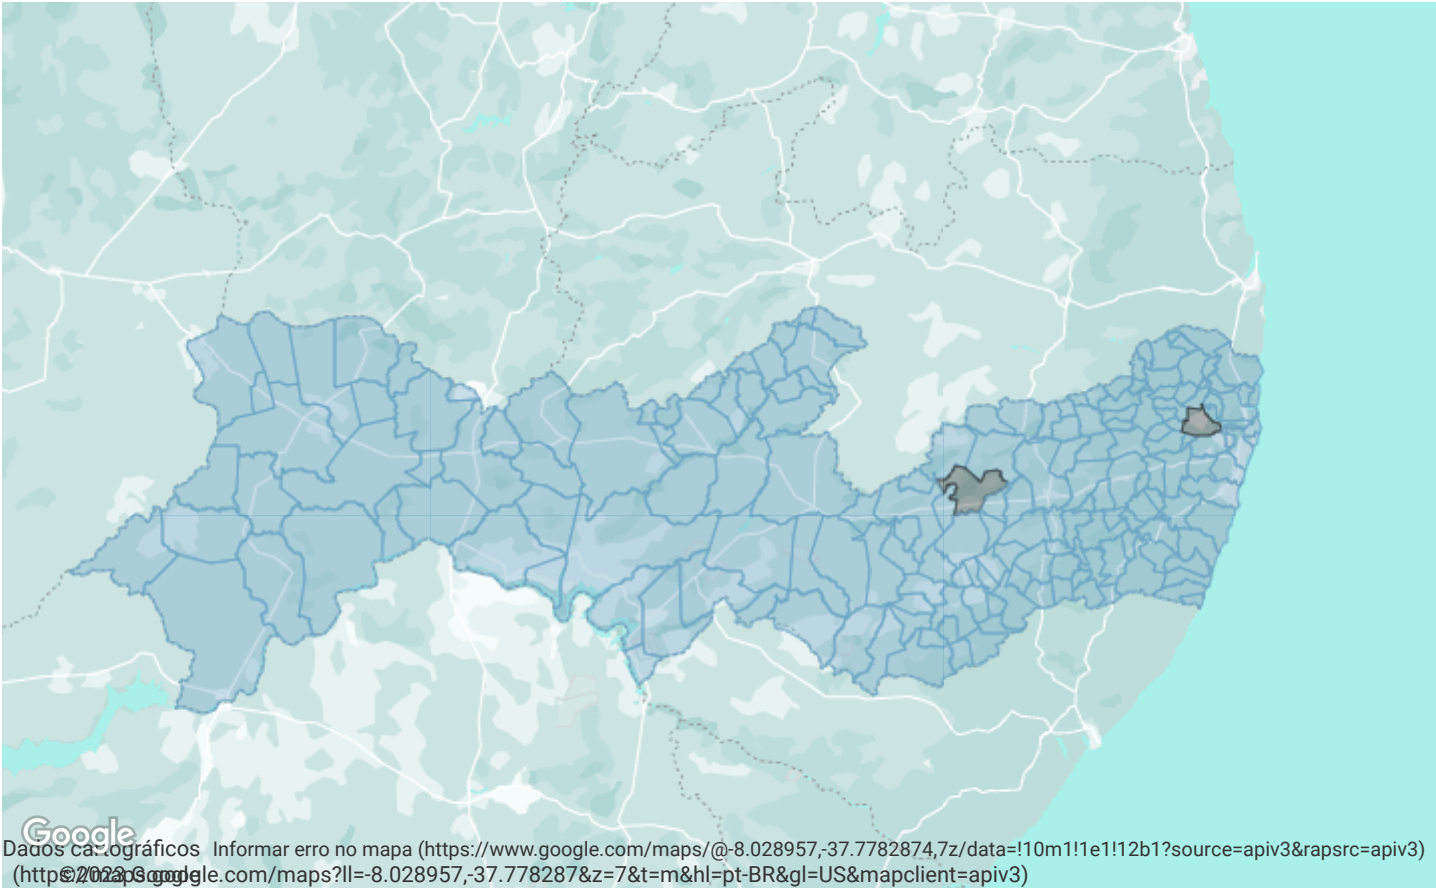 Google
Dados cartográficos Informar erro no mapa (https://www.google.com/maps/@-8.028957,-37.7782874,7z/data=!10m1!1e1!12b1?source=apiv3&rapsrc=apiv3)
©2023 Google
(https://maps.google.com/maps?ll=-8.028957,-37.778287&z=7&t=m&hl=pt-BR&gl=US&mapclient=apiv3)